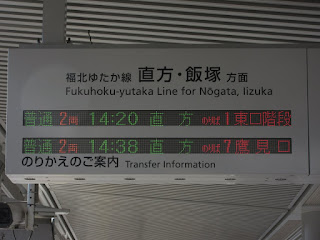 福北ゆたか線 直方・飯塚 方面
Fukuhoku-yutaka Line for Nōgata, Iizuka
普通 2両 14:20 直方 のりば 1東口階段
普通 2両 14:38 直方 のりば 7鷹見口
のりかえのご案内 Transfer Information